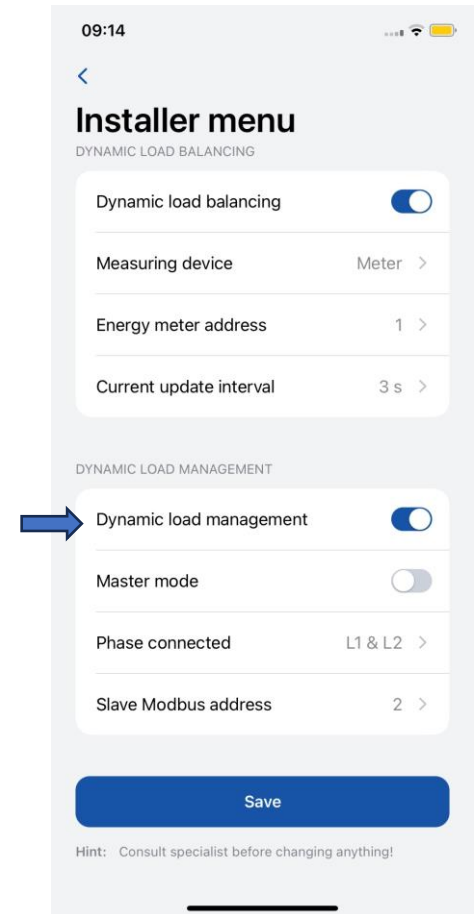 09:14
Installer menu
DYNAMIC LOAD BALANCING
Dynamic load balancing
Measuring device Meter >
Energy meter address 1 >
Current update interval 3 s >
DYNAMIC LOAD MANAGEMENT
Dynamic load management
Master mode
Phase connected L1 & L2 >
Slave Modbus address 2 >
Save
Hint: Consult specialist before changing anything!